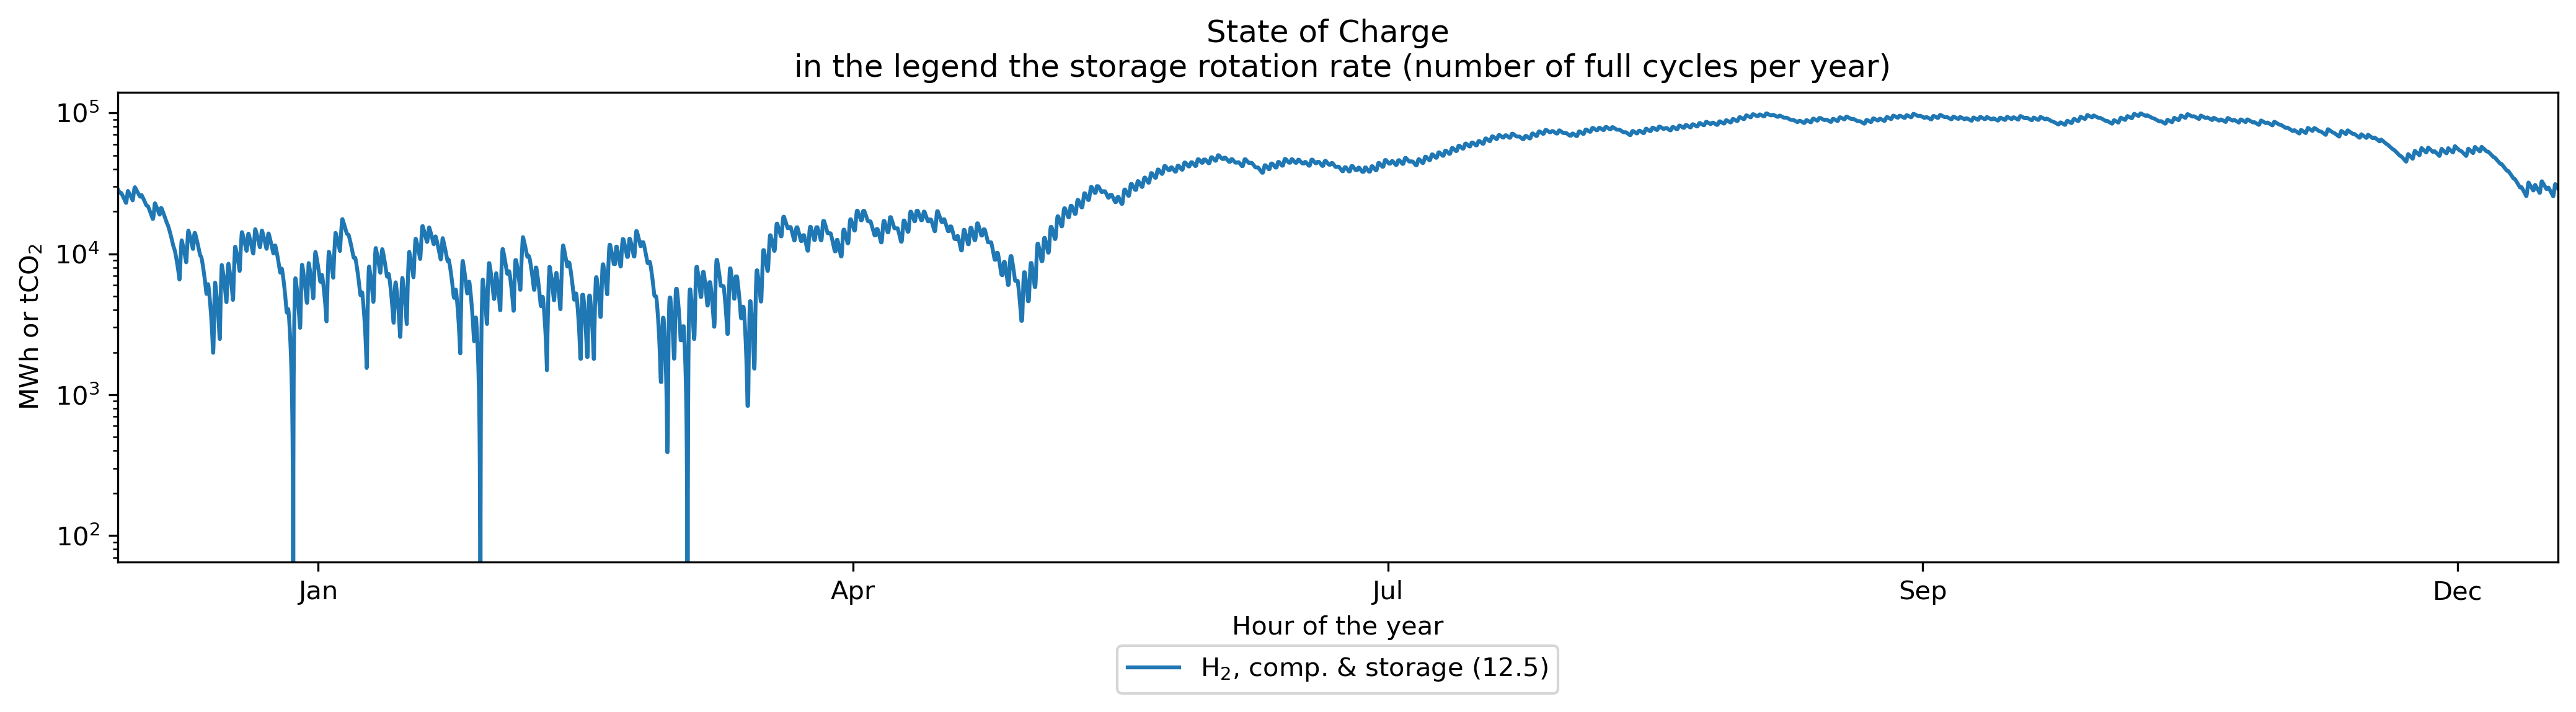 State of Charge
in the legend the storage rotation rate (number of full cycles per year)
MWh or tCO₂
10⁵
10⁴
10³
10²
Jan Apr Jul Sep Dec
Hour of the year
H₂, comp. & storage (12.5)